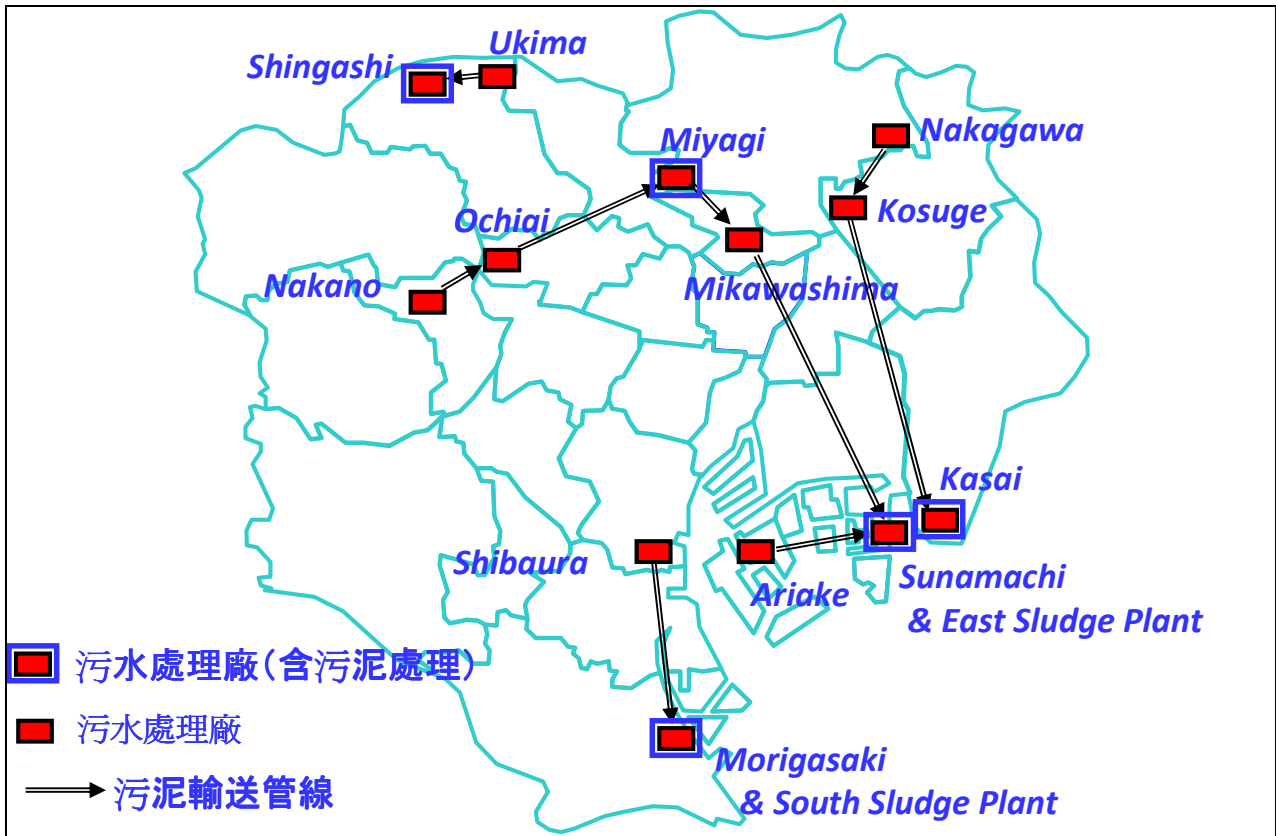 Ukima
Shingashi
Nakagawa
Miyagi
Kosuge
Ochiai
Nakano
Mikawashima
Kasai
Shibaura
Ariake
Sunamachi
& East Sludge Plant
Morigasaki
& South Sludge Plant
污水處理廠(含污泥處理)
污水處理廠
污泥輸送管線